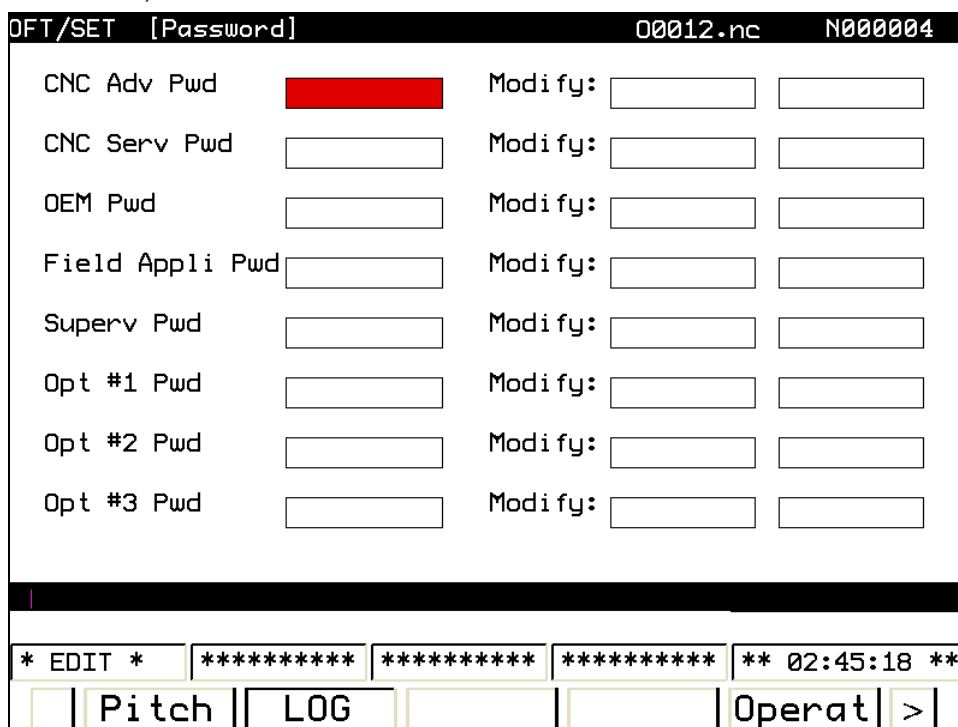 OFT/SET [Password] O0012.nc N000004
CNC Adv Pwd Modify:
CNC Serv Pwd Modify:
OEM Pwd Modify:
Field Appli Pwd Modify:
Superv Pwd Modify:
Opt #1 Pwd Modify:
Opt #2 Pwd Modify:
Opt #3 Pwd Modify:
* EDIT * ********** ********** ********** ** 02:45:18 **
Pitch LOG Operat >